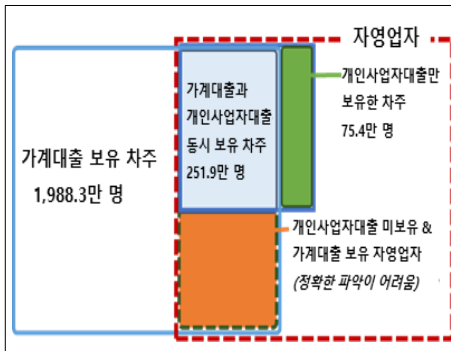 자영업자
개인사업자대출만
보유한 차주
75.4만 명
가계대출과
개인사업자대출
동시 보유 차주
251.9만 명
가계대출 보유 차주
1,988.3만 명
개인사업자대출 미보유 &
가계대출 보유 자영업자
(정확한 파악이 어려움)